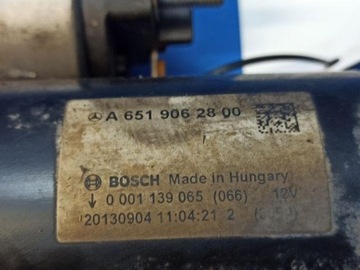 A 651 906 28 00
BOSCH Made in Hungary
0 001 139 065 (066) 12V
20130904 11:04:21 2